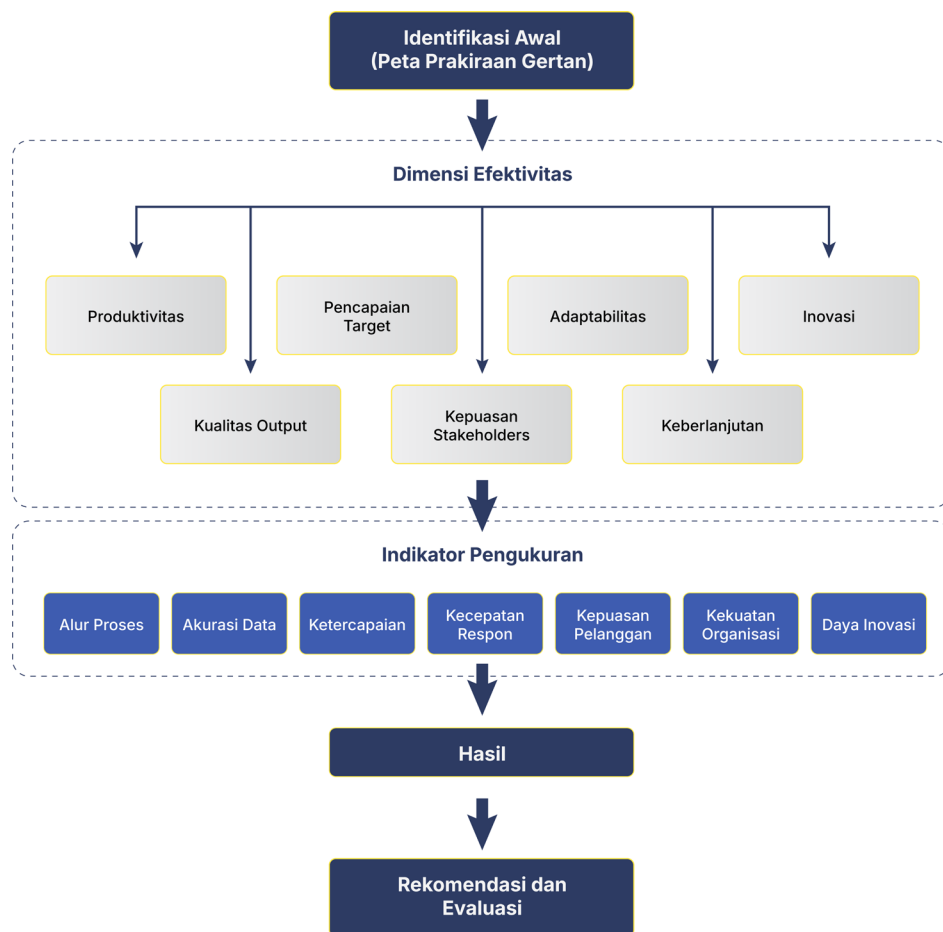 Identifikasi Awal
(Peta Prakiraan Gertan)
Dimensi Efektivitas
Produktivitas
Pencapaian
Target
Adaptabilitas
Inovasi
Kualitas Output
Kepuasan
Stakeholders
Keberlanjutan
Indikator Pengukuran
Alur Proses
Akurasi Data
Ketercapaian
Kecepatan
Respon
Kepuasan
Pelanggan
Kekuatan
Organisasi
Daya Inovasi
Hasil
Rekomendasi dan
Evaluasi